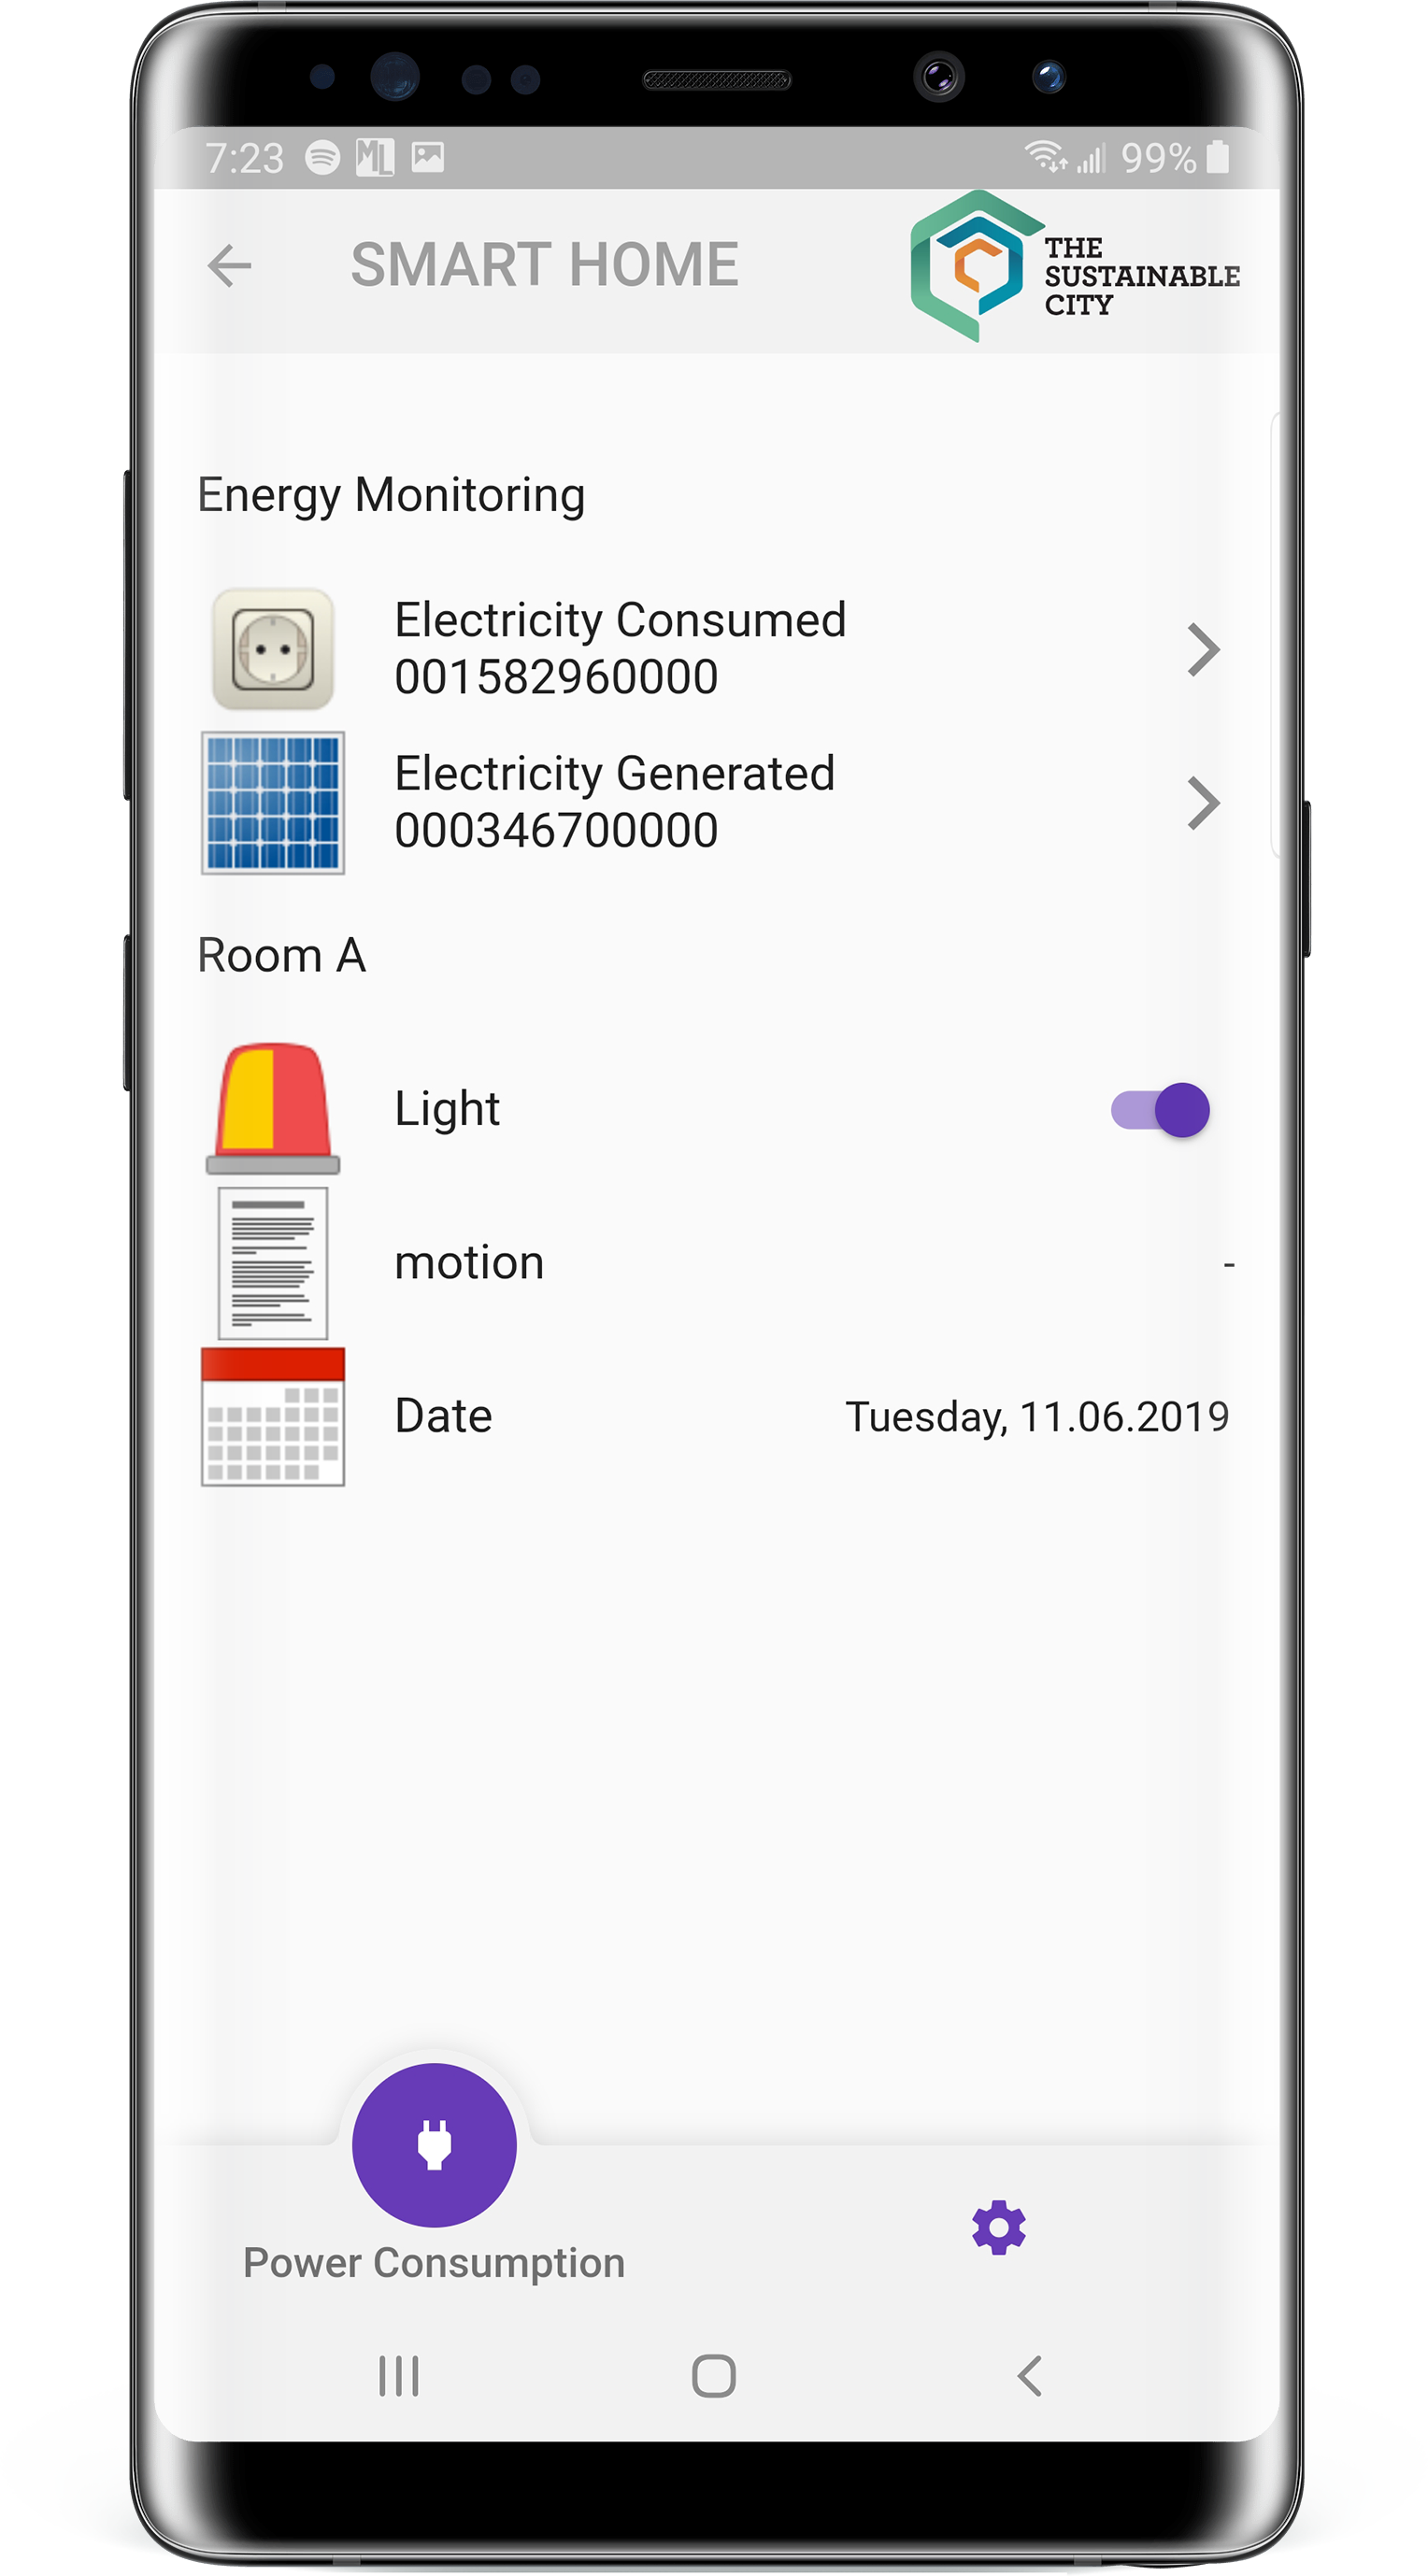 7:23 ML 99%
SMART HOME
THE
SUSTAINABLE
CITY
Energy Monitoring
Electricity Consumed
001582960000
Electricity Generated
000346700000
Room A
Light
motion -
Date Tuesday, 11.06.2019
Power Consumption